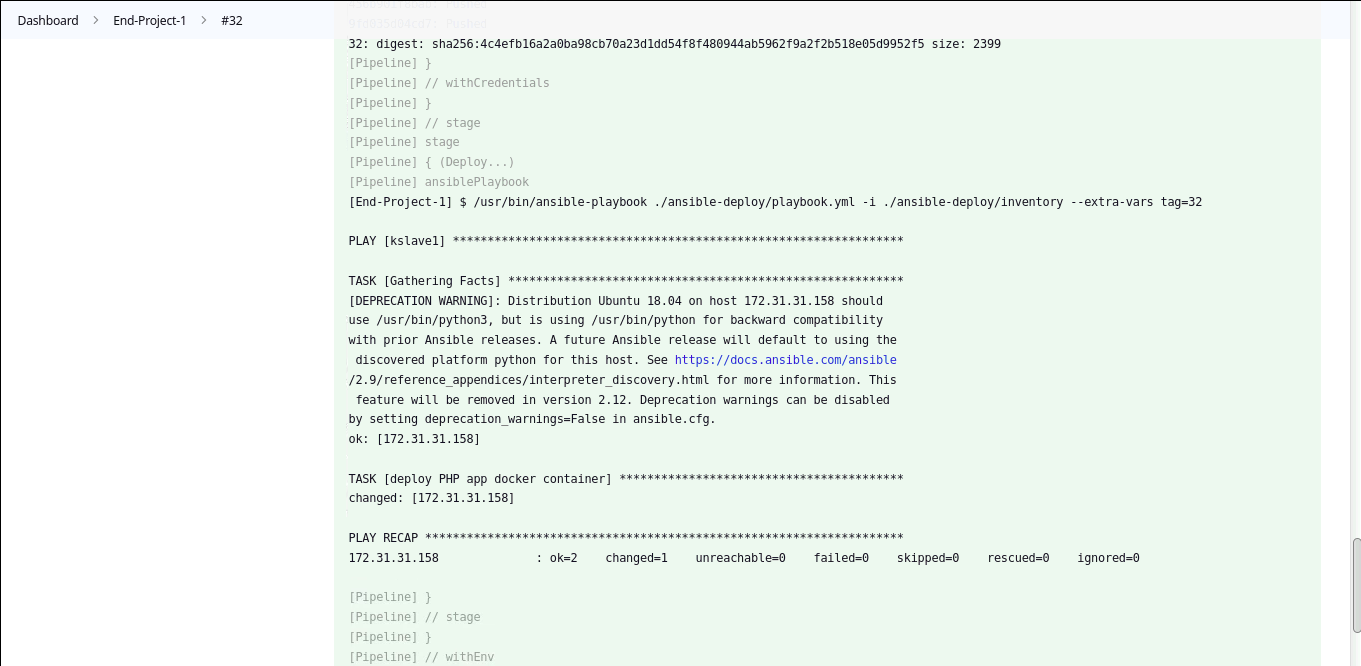 Dashboard > End-Project-1 > #32
32: digest: sha256:4c4efb16a2a0ba98cb70a23d1dd54f8f480944ab5962f9a2f2b518e05d9952f5 size: 2399
[Pipeline] }
[Pipeline] // withCredentials
[Pipeline] }
[Pipeline] // stage
[Pipeline] stage
[Pipeline] { (Deploy...)
[Pipeline] ansiblePlaybook
[End-Project-1] $ /usr/bin/ansible-playbook ./ansible-deploy/playbook.yml -i ./ansible-deploy/inventory --extra-vars tag=32
PLAY [kslave1] *****************************************************************
TASK [Gathering Facts] *********************************************************
[DEPRECATION WARNING]: Distribution Ubuntu 18.04 on host 172.31.31.158 should
use /usr/bin/python3, but is using /usr/bin/python for backward compatibility
with prior Ansible releases. A future Ansible release will default to using the
discovered platform python for this host. See https://docs.ansible.com/ansible
/2.9/reference_appendices/interpreter_discovery.html for more information. This
feature will be removed in version 2.12. Deprecation warnings can be disabled
by setting deprecation_warnings=False in ansible.cfg.
ok: [172.31.31.158]
TASK [deploy PHP app docker container] *****************************************
changed: [172.31.31.158]
PLAY RECAP *********************************************************************
172.31.31.158 : ok=2 changed=1 unreachable=0 failed=0 skipped=0 rescued=0 ignored=0
[Pipeline] }
[Pipeline] // stage
[Pipeline] }
[Pipeline] // withEnv